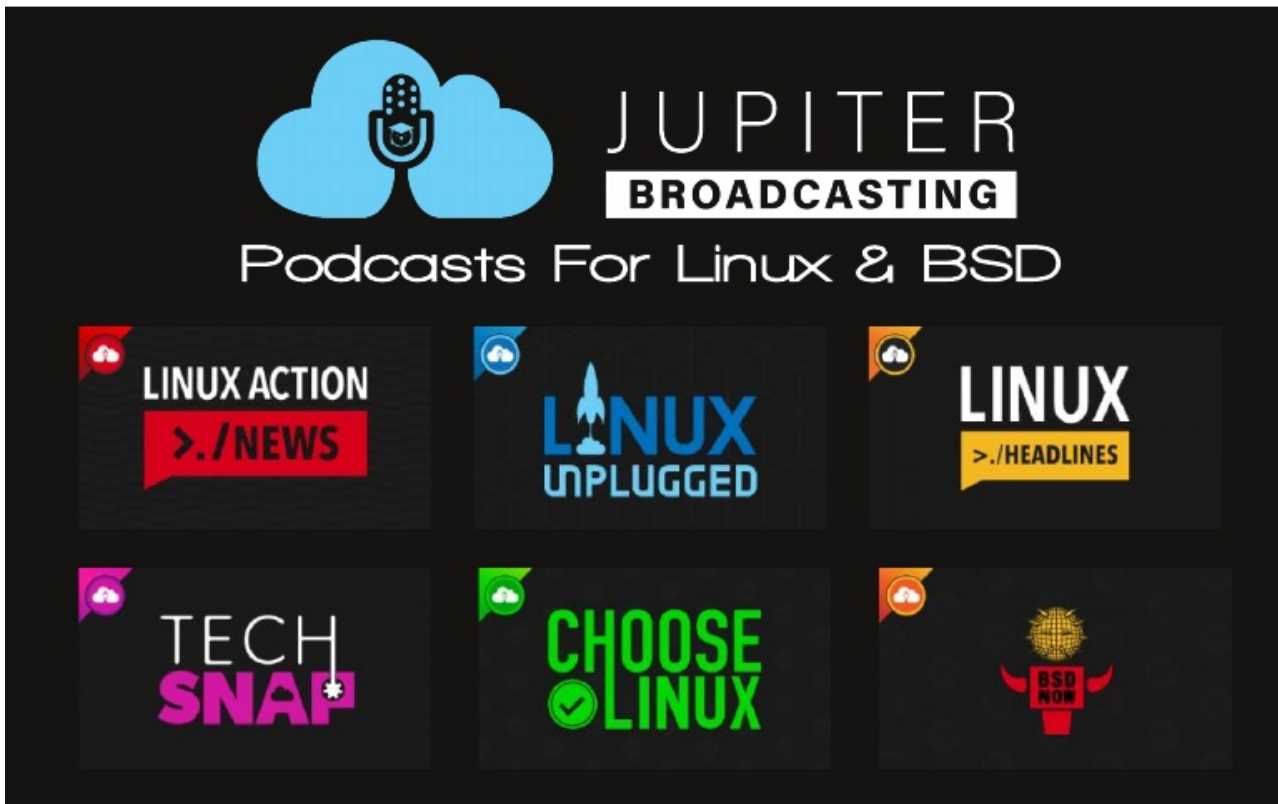 JUPITER
BROADCASTING
Podcasts For Linux & BSD
LINUX ACTION
>./NEWS
LINUX
UNPLUGGED
LINUX
>./HEADLINES
TECH
SNAP
CHOOSE
LINUX
BSD
NOW